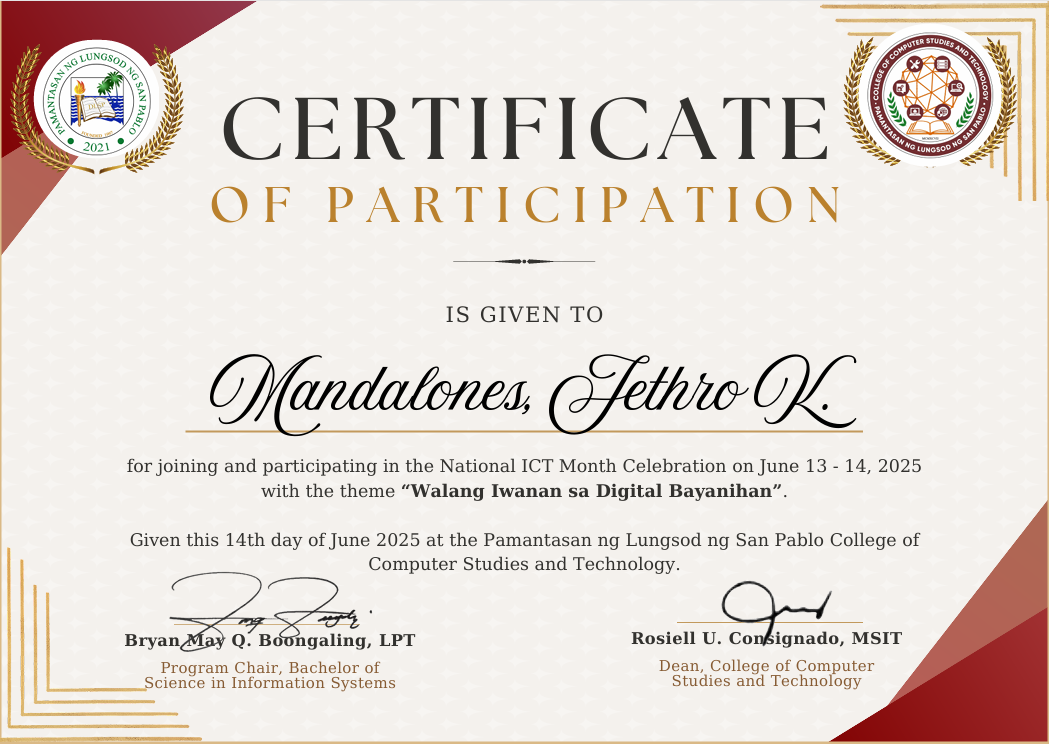 PAMANTASAN NG LUNGSOD NG SAN PABLO
2021
COLLEGE OF COMPUTER STUDIES AND TECHNOLOGY
PAMANTASAN NG LUNGSOD NG SAN PABLO
CERTIFICATE
OF PARTICIPATION
IS GIVEN TO
Mandalones, Jethro K.
for joining and participating in the National ICT Month Celebration on June 13 - 14, 2025
with the theme “Walang Iwanan sa Digital Bayanihan”.
Given this 14th day of June 2025 at the Pamantasan ng Lungsod ng San Pablo College of
Computer Studies and Technology.
Bryan May Q. Boongaling, LPT
Program Chair, Bachelor of
Science in Information Systems
Rosiell U. Consignado, MSIT
Dean, College of Computer
Studies and Technology